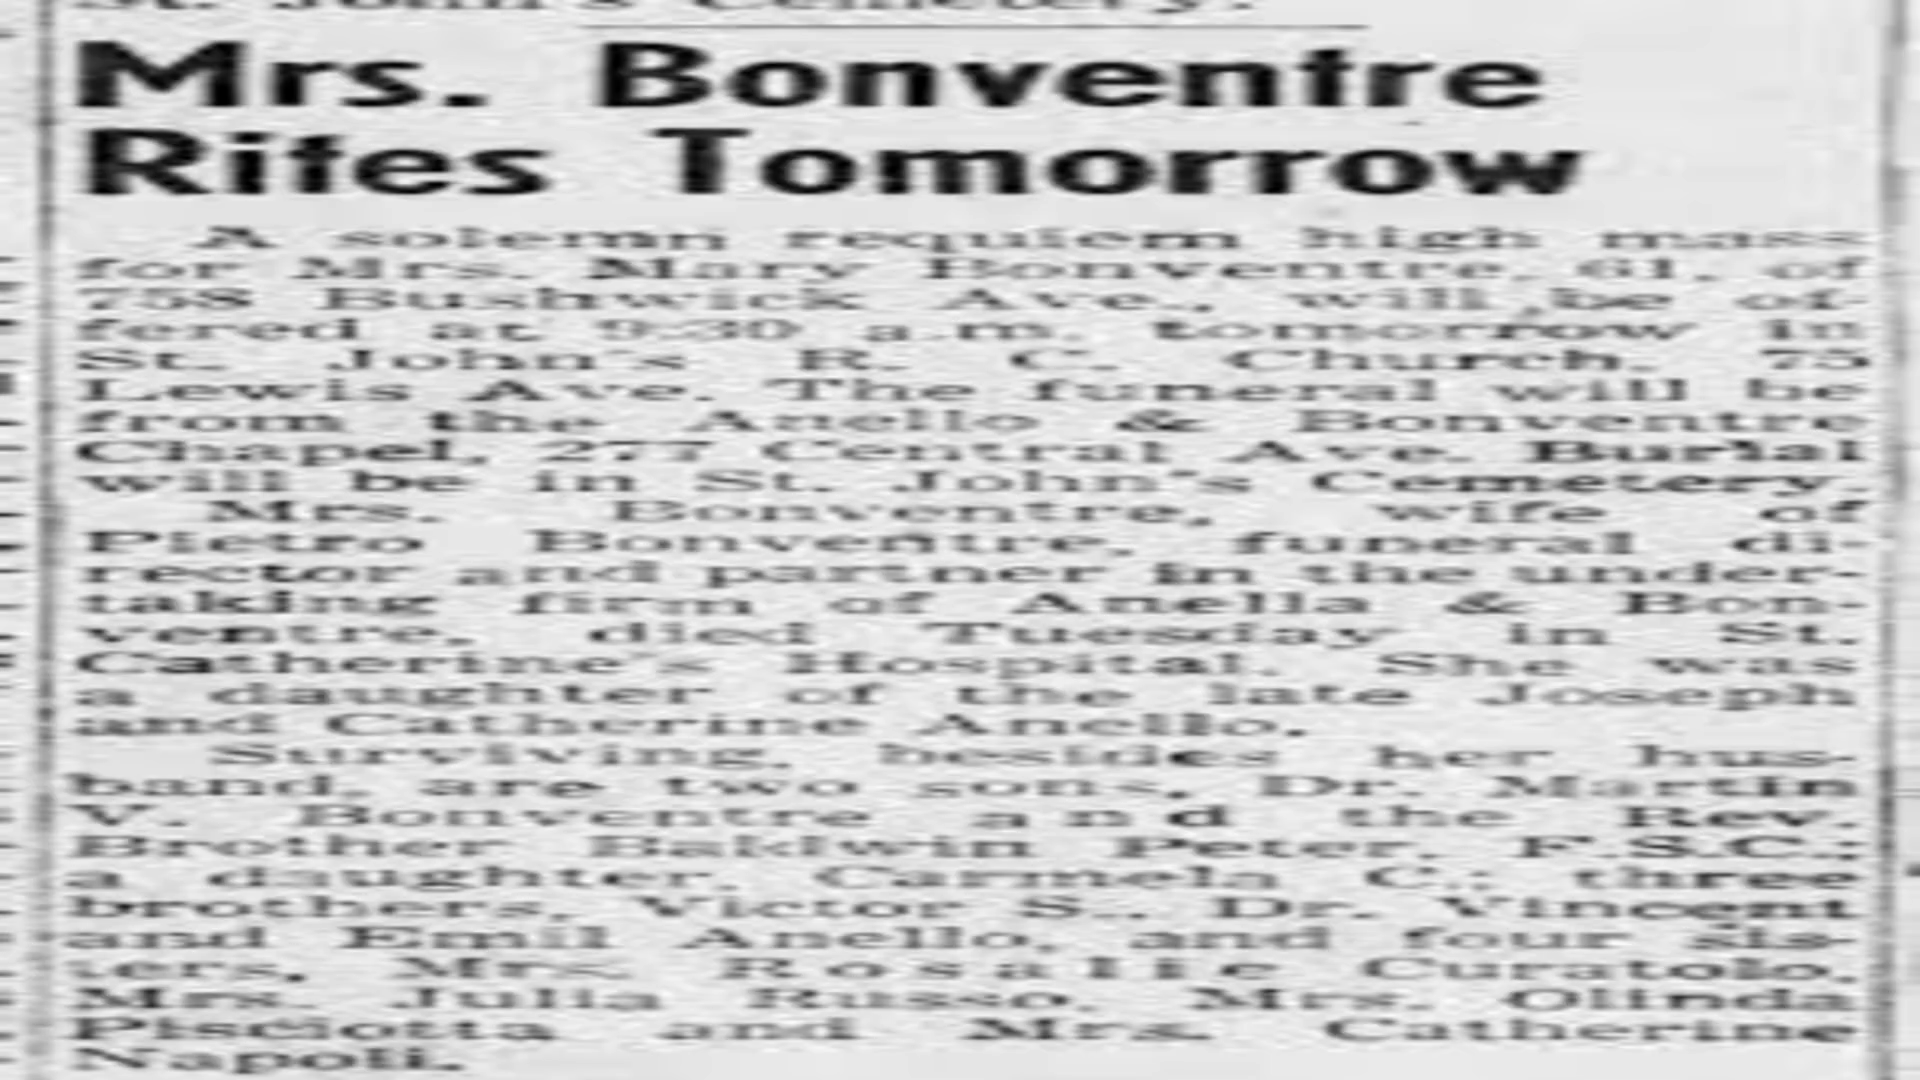 St. John's Cemetery.
Mrs. Bonventre
Rites Tomorrow
A solemn requiem high mass
for Mrs. Mary Bonventre, 61, of
758 Bushwick Ave., will be of-
fered at 9:30 a.m. tomorrow in
St. John's R. C. Church, 75
Lewis Ave. The funeral will be
from the Anello & Bonventre
Chapel, 277 Central Ave. Burial
will be in St. John's Cemetery.
Mrs. Bonventre, wife of
Pietro Bonventre, funeral di-
rector and partner in the under-
taking firm of Anella & Bon-
ventre, died Tuesday in St.
Catherine's Hospital. She was
a daughter of the late Joseph
and Catherine Anello.
Surviving, besides her hus-
band, are two sons, Dr. Martin
V. Bonventre and the Rev.
Brother Baldwin Peter, F.S.C.;
a daughter, Carmela C.; three
brothers, Victor S., Dr. Vincent
and Emil Anello, and four sis-
ters, Mrs. Rosalie Curatolo,
Mrs. Julia Russo, Mrs. Olinda
Pisciotta and Mrs. Catherine
Napoli.